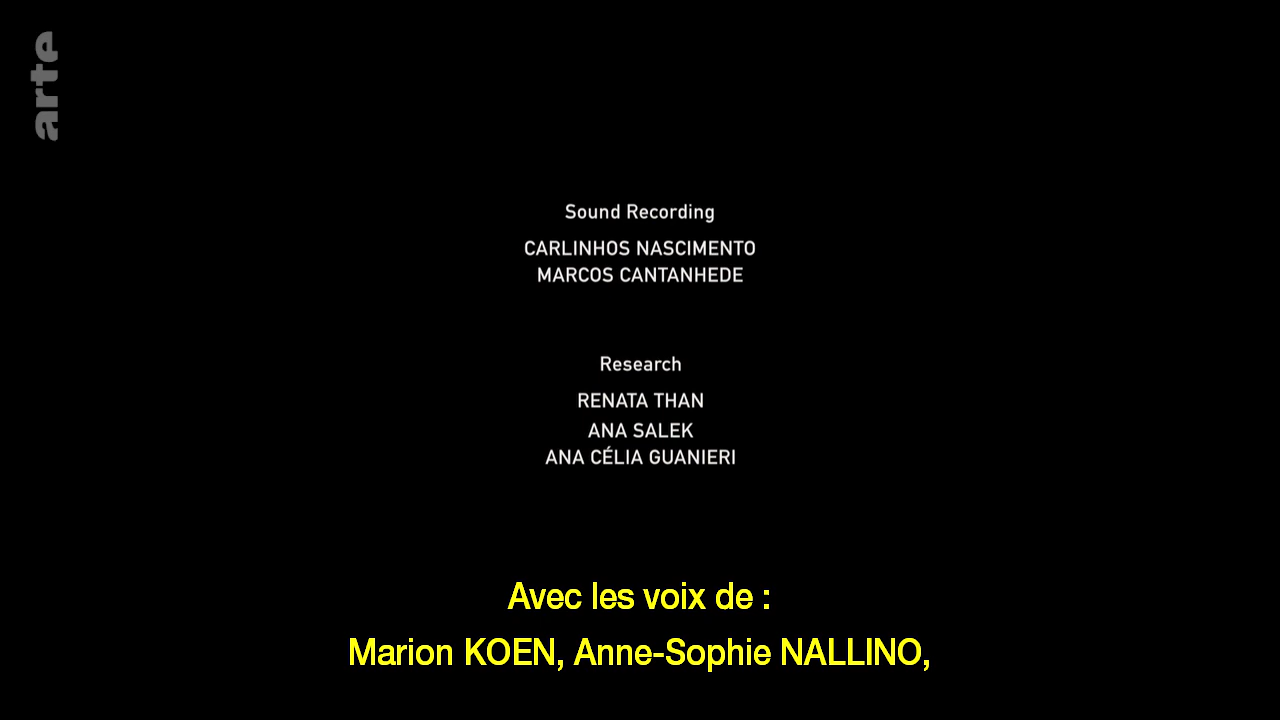 arte
Sound Recording
CARLINHOS NASCIMENTO
MARCOS CANTANHEDE
Research
RENATA THAN
ANA SALEK
ANA CÉLIA GUANIERI
Avec les voix de :
Marion KOEN, Anne-Sophie NALLINO,